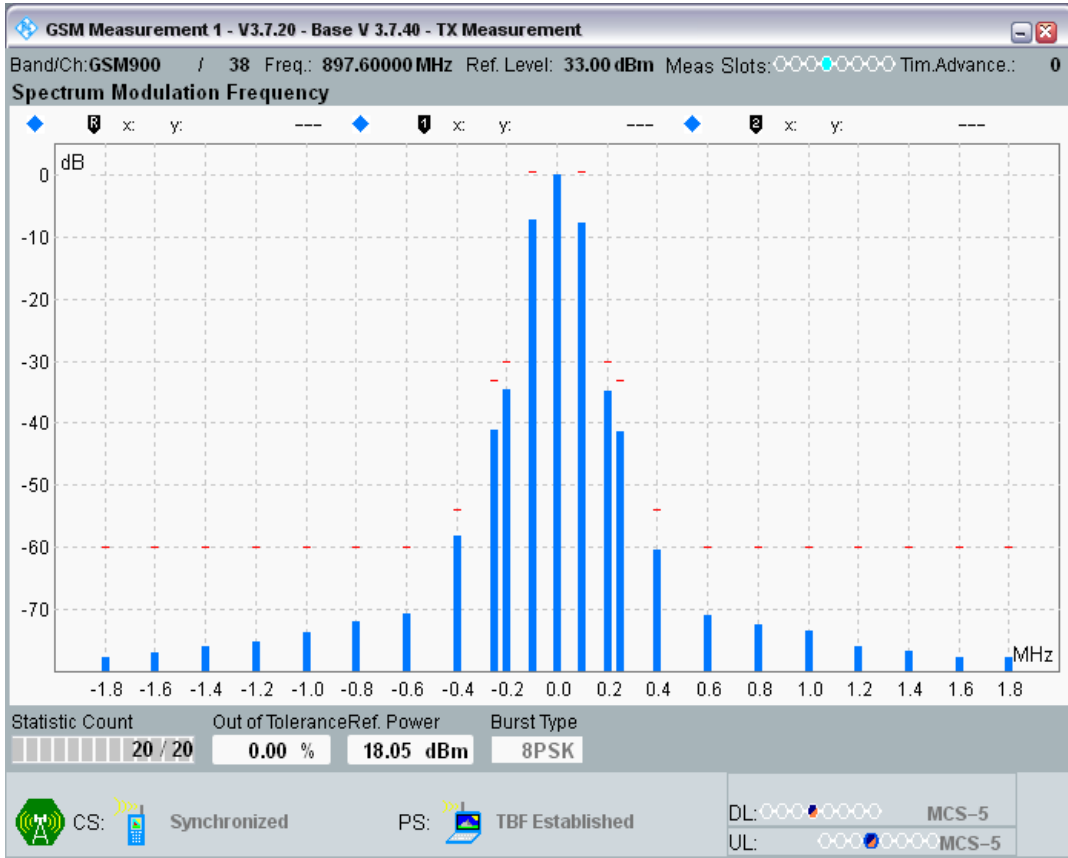 GSM Measurement 1 - V3.7.20 - Base V 3.7.40 - TX Measurement
Band/Ch:GSM900 / 38 Freq.: 897.60000 MHz Ref. Level: 33.00 dBm Meas Slots: Tim.Advance.: 0
Spectrum Modulation Frequency
R x: y: --- 1 x: y: --- 2 x: y: ---
dB
0
-10
-20
-30
-40
-50
-60
-70
MHz
-1.8 -1.6 -1.4 -1.2 -1.0 -0.8 -0.6 -0.4 -0.2 0.0 0.2 0.4 0.6 0.8 1.0 1.2 1.4 1.6 1.8
Statistic Count Out of Tolerance Ref. Power Burst Type
20 / 20 0.00 % 18.05 dBm 8PSK
CS: Synchronized PS: TBF Established
DL: MCS-5
UL: MCS-5